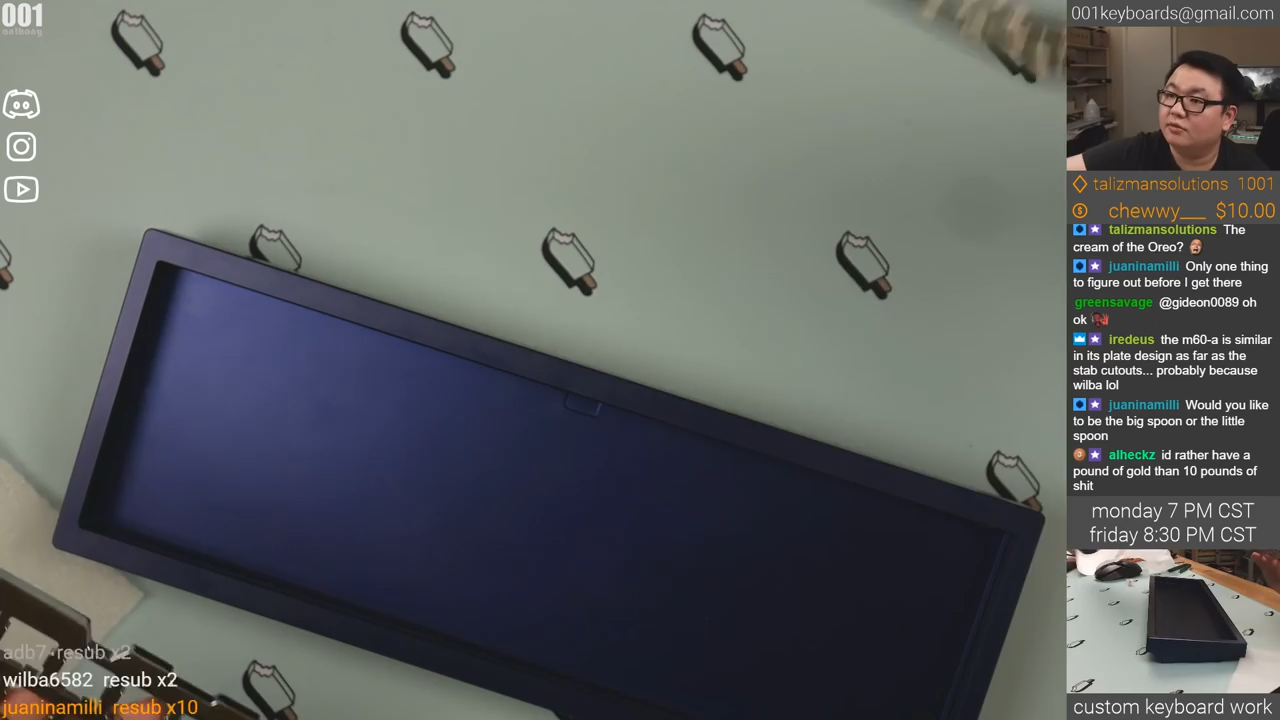 001
anthony
001keyboards@gmail.com
talizmansolutions 1001
chewwy___ $10.00
talizmansolutions The
cream of the Oreo?
juaninamilli Only one thing
to figure out before I get there
greensavage @gideon0089 oh
ok
iredeus the m60-a is similar
in its plate design as far as the
stab cutouts... probably because
wilba lol
juaninamilli Would you like
to be the big spoon or the little
spoon
alheckz id rather have a
pound of gold than 10 pounds of
shit
monday 7 PM CST
friday 8:30 PM CST
adb7 resub x2
wilba6582 resub x2
juaninamilli resub x10
custom keyboard work